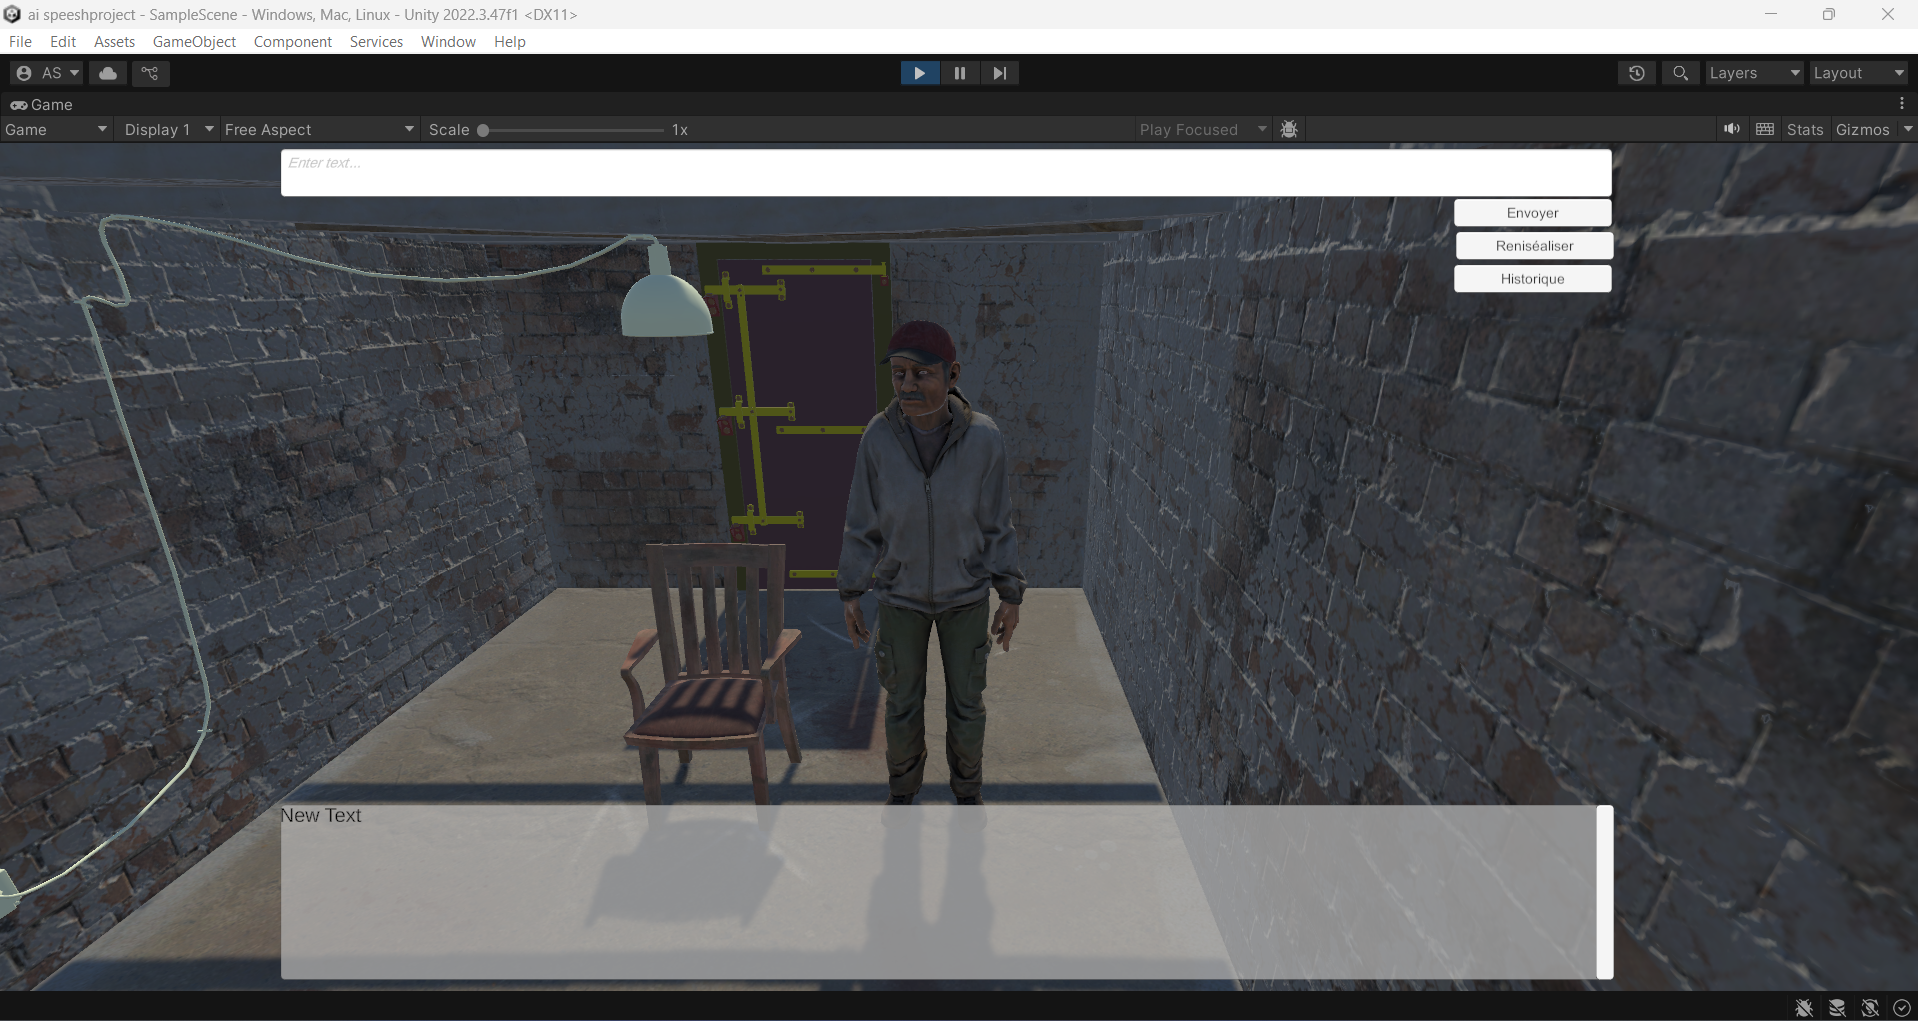 ai speeshproject - SampleScene - Windows, Mac, Linux - Unity 2022.3.47f1 <DX11>
File Edit Assets GameObject Component Services Window Help
AS Layers Layout
Game
Game Display 1 Free Aspect Scale 1x Play Focused Stats Gizmos
Enter text...
Envoyer
Reniséaliser
Historique
New Text